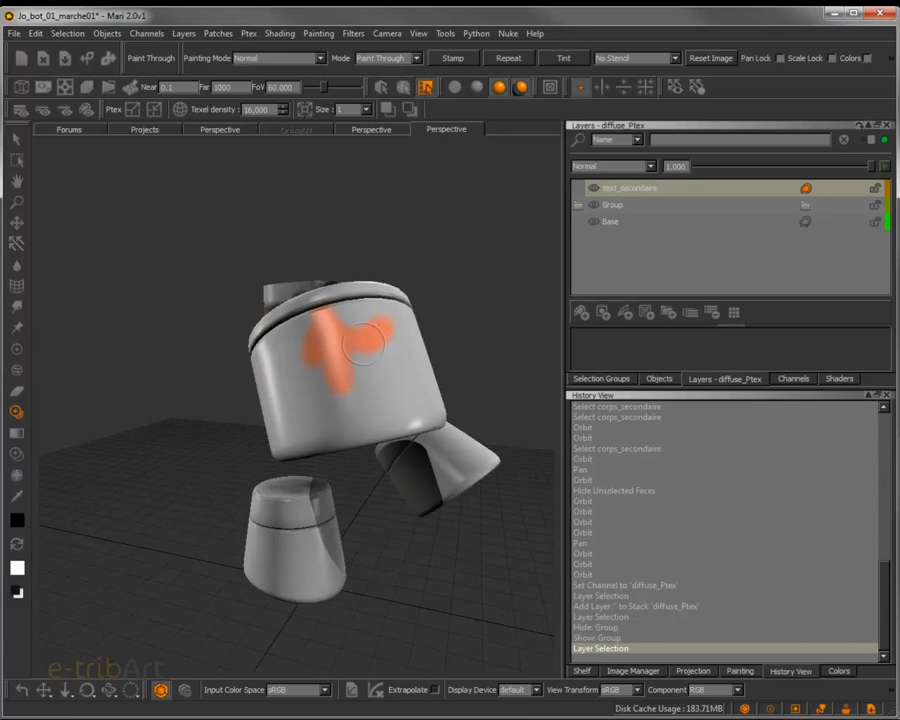 Jo_bot_01_marche01* - Mari 2.0v1
File Edit Selection Objects Channels Layers Patches Ptex Shading Painting Filters Camera View Tools Python Nuke Help
Paint Through Painting Mode Normal Mode Paint Through Stamp Repeat Tint No Stencil Reset Image Pan Lock Scale Lock Colors
Near 0.1 Far 1000 FoV 60.000
Ptex Texel density: 16,000 Size: 1
Forums Projects Perspective Perspective Perspective
Layers - diffuse_Ptex
Name
Normal 1.000
text_secondaire
Group
Base
Selection Groups Objects Layers - diffuse_Ptex Channels Shaders
History View
Select corps_secondaire
Select corps_secondaire
Orbit
Orbit
Select corps_secondaire
Orbit
Pan
Orbit
Hide Unselected Faces
Orbit
Orbit
Orbit
Orbit
Pan
Orbit
Orbit
Orbit
Set Channel to 'diffuse_Ptex'
Layer Selection
Add Layer '' to Stack 'diffuse_Ptex'
Layer Selection
Hide: Group
Show: Group
Layer Selection
e-tribArt
Shelf Image Manager Projection Painting History View Colors
Input Color Space sRGB Extrapolate Display Device default View Transform sRGB Component RGB
Disk Cache Usage : 183.71MB